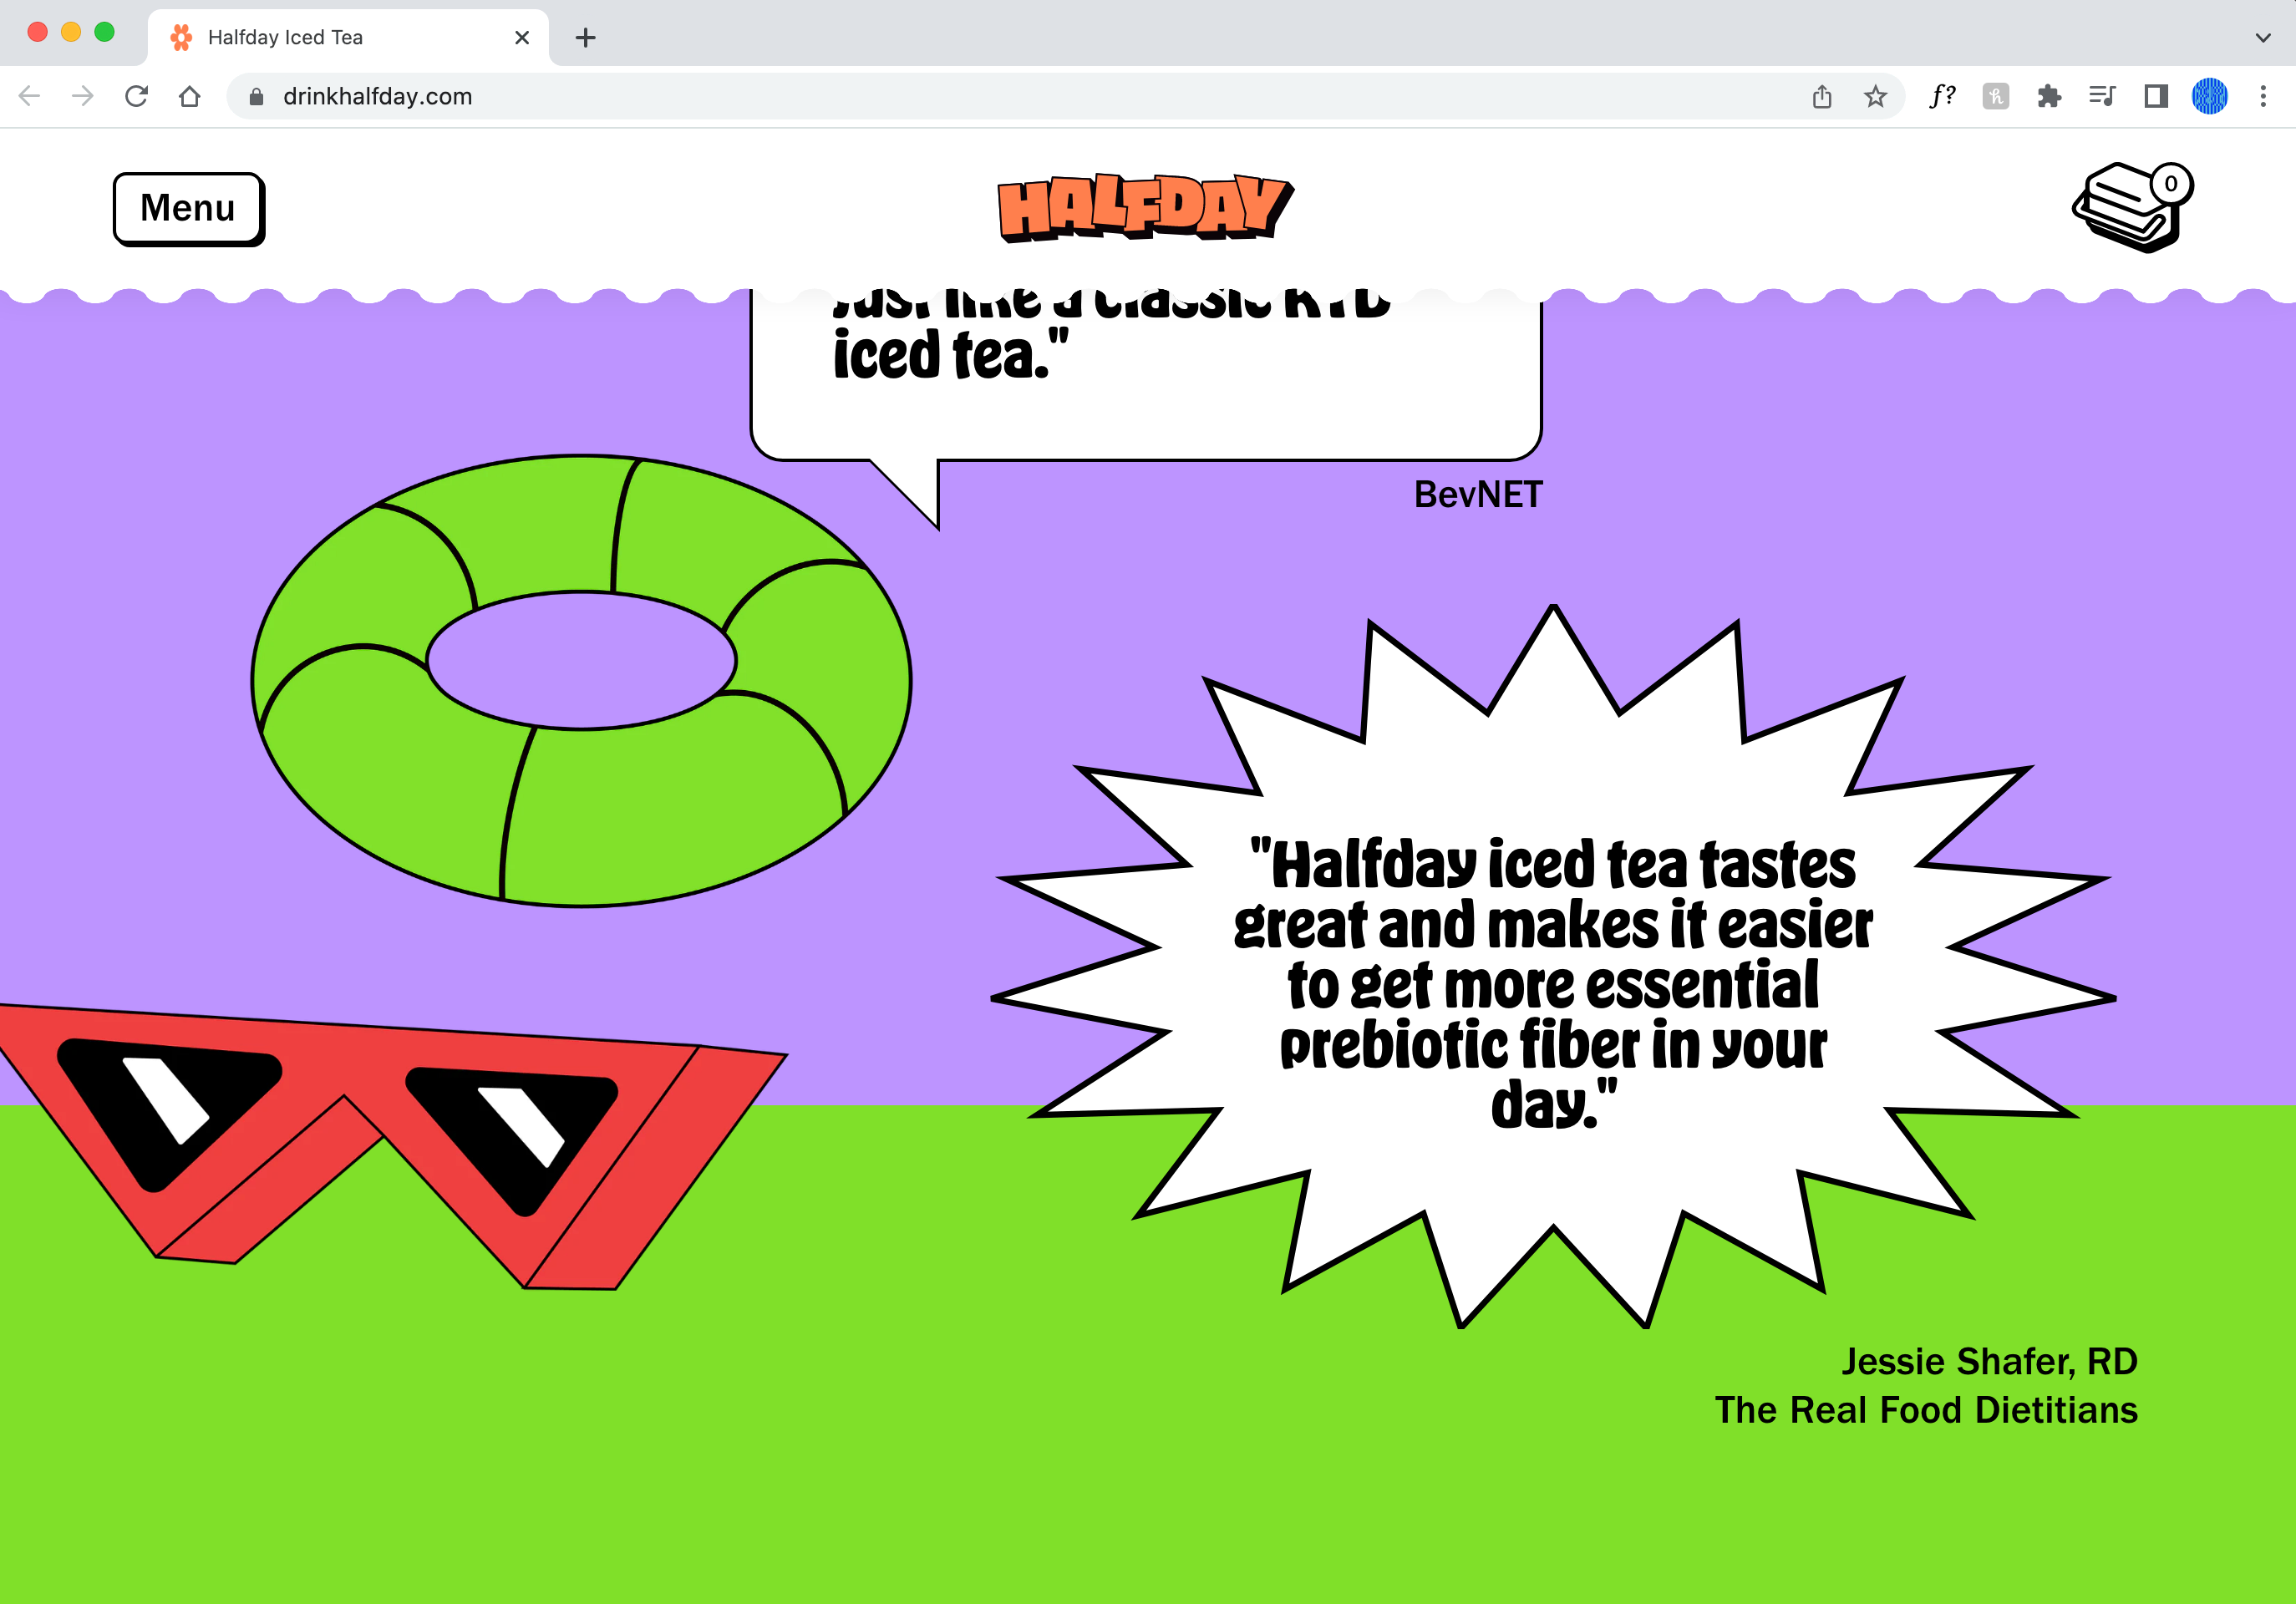 Halfday Iced Tea
drinkhalfday.com
f?
h
Menu
HALFDAY
0
Just like a classic RTD
iced tea."
BevNET
"Halfday iced tea tastes
great and makes it easier
to get more essential
prebiotic fiber in your
day."
Jessie Shafer, RD
The Real Food Dietitians